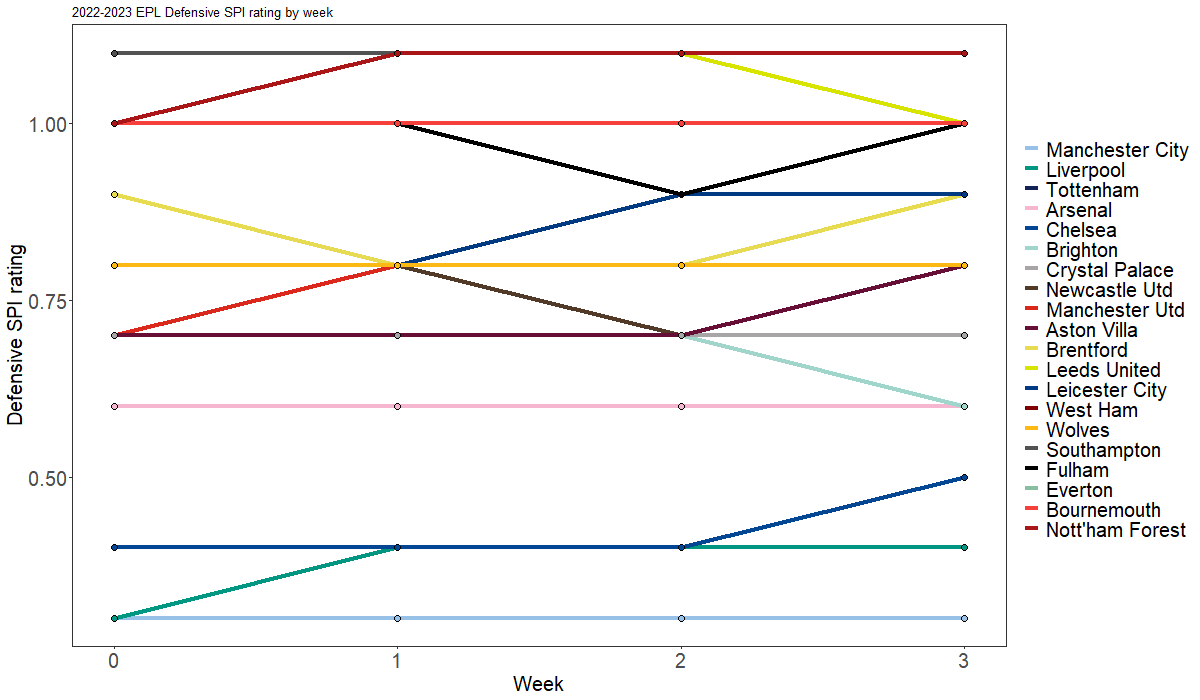 2022-2023 EPL Defensive SPI rating by week
1.00
0.75
0.50
Defensive SPI rating
0 1 2 3
Week
Manchester City
Liverpool
Tottenham
Arsenal
Chelsea
Brighton
Crystal Palace
Newcastle Utd
Manchester Utd
Aston Villa
Brentford
Leeds United
Leicester City
West Ham
Wolves
Southampton
Fulham
Everton
Bournemouth
Nott'ham Forest